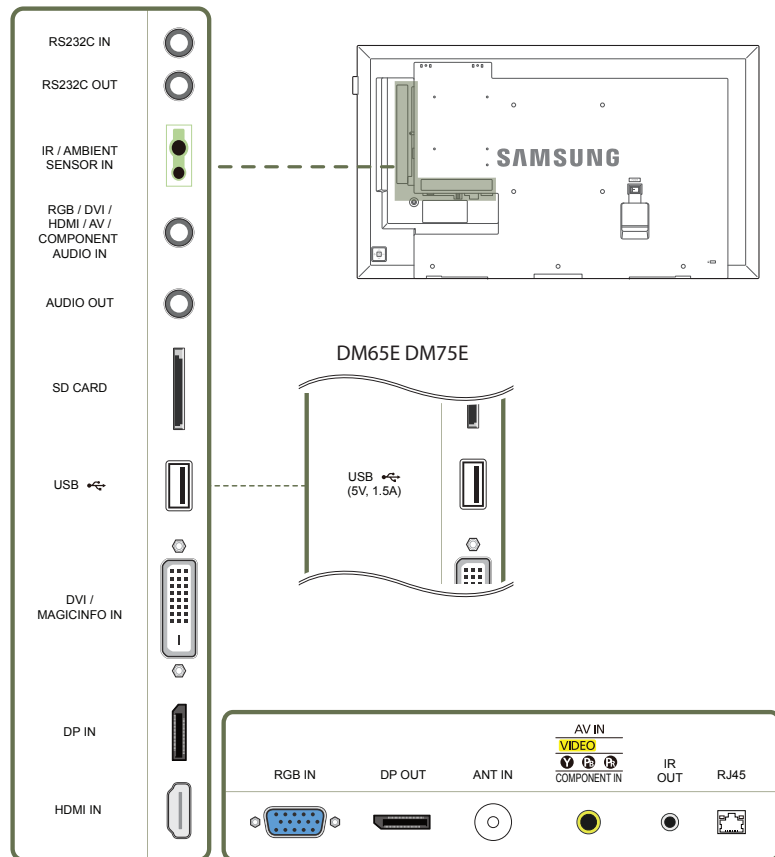 RS232C IN
RS232C OUT
IR / AMBIENT
SENSOR IN
RGB / DVI /
HDMI / AV /
COMPONENT
AUDIO IN
AUDIO OUT
SD CARD
USB
DVI /
MAGICINFO IN
DP IN
HDMI IN
SAMSUNG
DM65E DM75E
USB
(5V, 1.5A)
RGB IN
DP OUT
ANT IN
AV IN
VIDEO
Y PB PR
COMPONENT IN
IR
OUT
RJ45